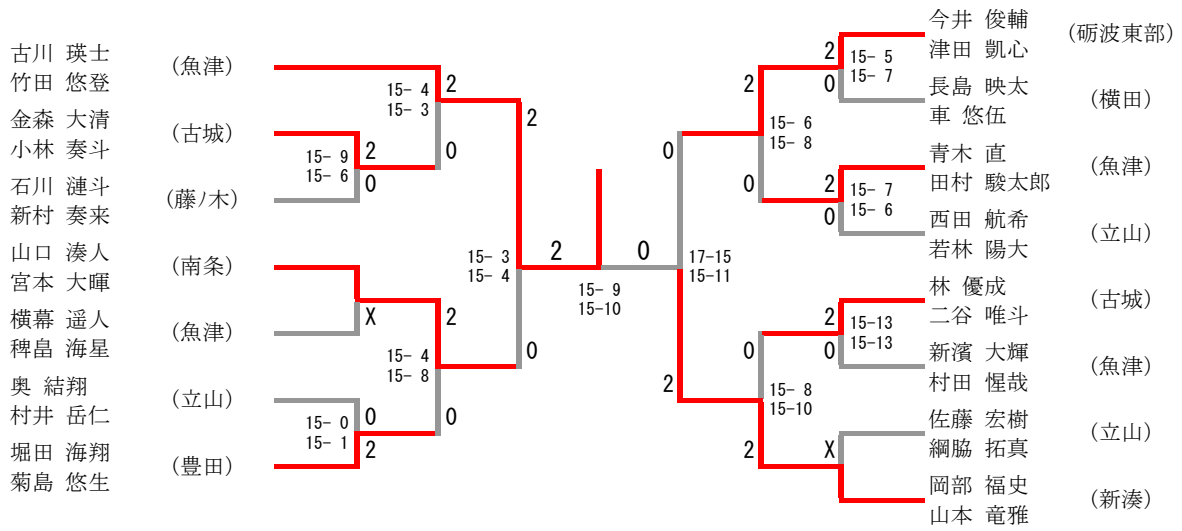 古川 瑛士
竹田 悠登
(魚津)
金森 大清
小林 奏斗
(古城)
石川 漣斗
新村 奏来
(藤ノ木)
山口 湊人
宮本 大暉
(南条)
横幕 遥人
稗畠 海星
(魚津)
奥 結翔
村井 岳仁
(立山)
堀田 海翔
菊島 悠生
(豊田)
15- 4
15- 3
2
0
15- 9
15- 6
2
0
X
15- 4
15- 8
2
0
15- 0
15- 1
0
2
15- 3
15- 4
2
0
2
0
15- 9
15-10
17-15
15-11
0
2
15- 6
15- 8
2
0
15- 8
15-10
0
2
15- 5
15- 7
2
0
15- 7
15- 6
2
0
15-13
15-13
2
0
X
今井 俊輔
津田 凱心
(砺波東部)
長島 映太
車 悠伍
(横田)
青木 直
田村 駿太郎
(魚津)
西田 航希
若林 陽大
(立山)
林 優成
二谷 唯斗
(古城)
新濱 大輝
村田 惺哉
(魚津)
佐藤 宏樹
綱脇 拓真
(立山)
岡部 福史
山本 竜雅
(新湊)